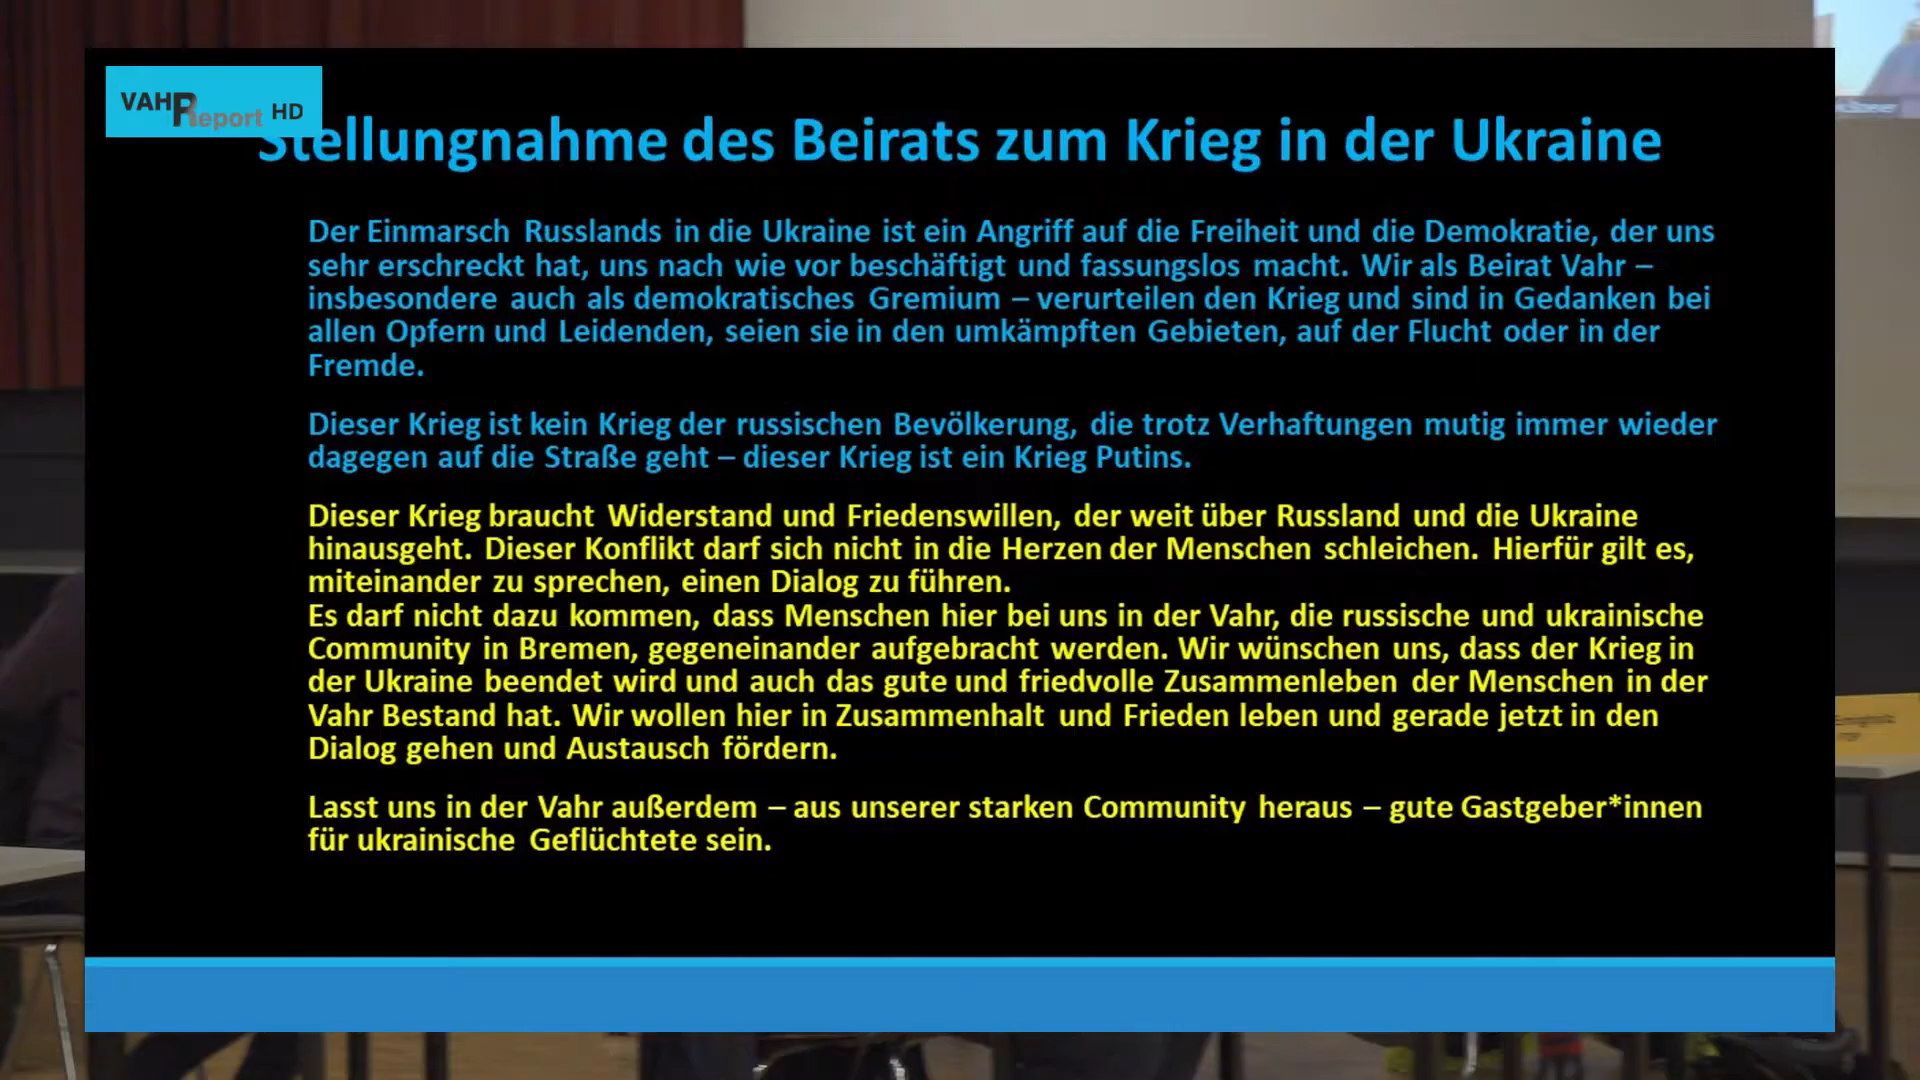 VAHR Report HD
Stellungnahme des Beirats zum Krieg in der Ukraine
Der Einmarsch Russlands in die Ukraine ist ein Angriff auf die Freiheit und die Demokratie, der uns
sehr erschreckt hat, uns nach wie vor beschäftigt und fassungslos macht. Wir als Beirat Vahr –
insbesondere auch als demokratisches Gremium – verurteilen den Krieg und sind in Gedanken bei
allen Opfern und Leidenden, seien sie in den umkämpften Gebieten, auf der Flucht oder in der
Fremde.
Dieser Krieg ist kein Krieg der russischen Bevölkerung, die trotz Verhaftungen mutig immer wieder
dagegen auf die Straße geht – dieser Krieg ist ein Krieg Putins.
Dieser Krieg braucht Widerstand und Friedenswillen, der weit über Russland und die Ukraine
hinausgeht. Dieser Konflikt darf sich nicht in die Herzen der Menschen schleichen. Hierfür gilt es,
miteinander zu sprechen, einen Dialog zu führen.
Es darf nicht dazu kommen, dass Menschen hier bei uns in der Vahr, die russische und ukrainische
Community in Bremen, gegeneinander aufgebracht werden. Wir wünschen uns, dass der Krieg in
der Ukraine beendet wird und auch das gute und friedvolle Zusammenleben der Menschen in der
Vahr Bestand hat. Wir wollen hier in Zusammenhalt und Frieden leben und gerade jetzt in den
Dialog gehen und Austausch fördern.
Lasst uns in der Vahr außerdem – aus unserer starken Community heraus – gute Gastgeber*innen
für ukrainische Geflüchtete sein.